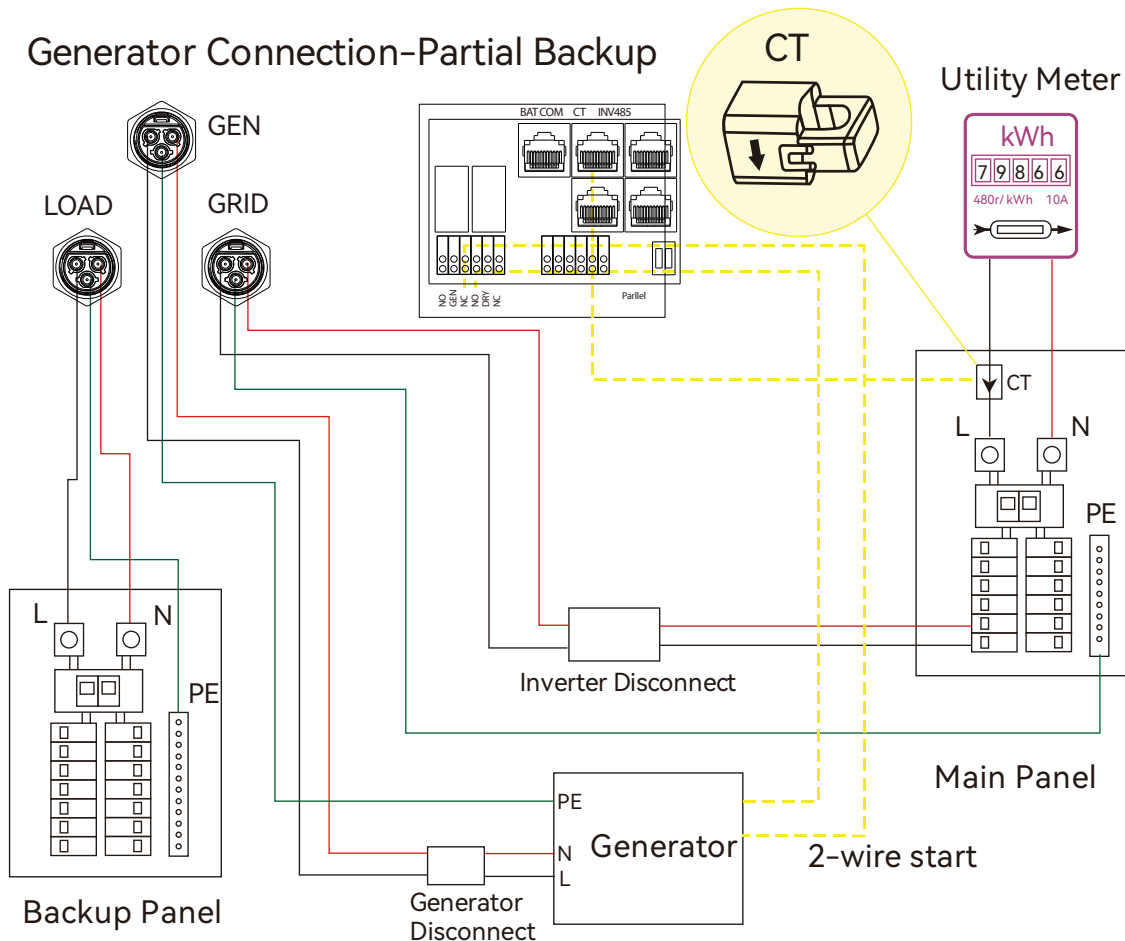 Generator Connection-Partial Backup
CT
Utility Meter
GEN
BAT COM CT INV485
kWh
79866
480r/kWh 10A
LOAD
GRID
NO
GEN
NC
NO
DRY
NC
Parllel
CT
L
N
PE
L
N
PE
Inverter Disconnect
Main Panel
PE
N
L
Generator
2-wire start
Backup Panel
Generator
Disconnect